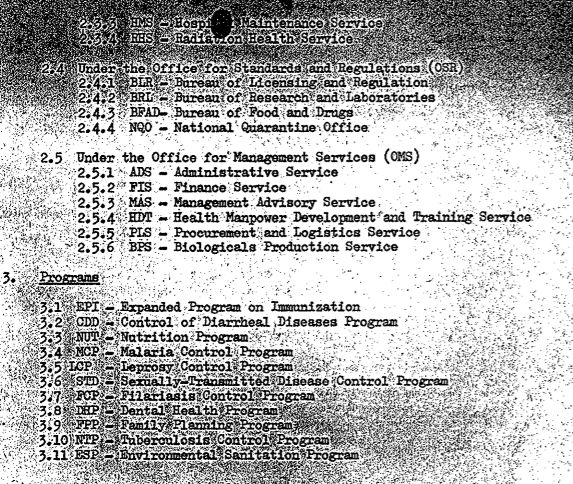 2.3.3 HMS - Hospital Maintenance Service
2.3.4 RHS - Radiation Health Service
2.4 Under the Office for Standards and Regulations (OSR)
2.4.1 BLR - Bureau of Licensing and Regulation
2.4.2 BRL - Bureau of Research and Laboratories
2.4.3 BFAD- Bureau of Food and Drugs
2.4.4 NQO - National Quarantine Office
2.5 Under the Office for Management Services (OMS)
2.5.1 ADS - Administrative Service
2.5.2 FIS - Finance Service
2.5.3 MAS - Management Advisory Service
2.5.4 HDT - Health Manpower Development and Training Service
2.5.5 PLS - Procurement and Logistics Service
2.5.6 BPS - Biologicals Production Service
3. Programs
3.1 EPI - Expanded Program on Immunization
3.2 CDD - Control of Diarrheal Diseases Program
3.3 NUT - Nutrition Program
3.4 MCP - Malaria Control Program
3.5 LCP - Leprosy Control Program
3.6 STD - Sexually-Transmitted Disease Control Program
3.7 FCP - Filariasis Control Program
3.8 DHP - Dental Health Program
3.9 FPP - Family Planning Program
3.10 NTP - Tuberculosis Control Program
3.11 ESP - Environmental Sanitation Program